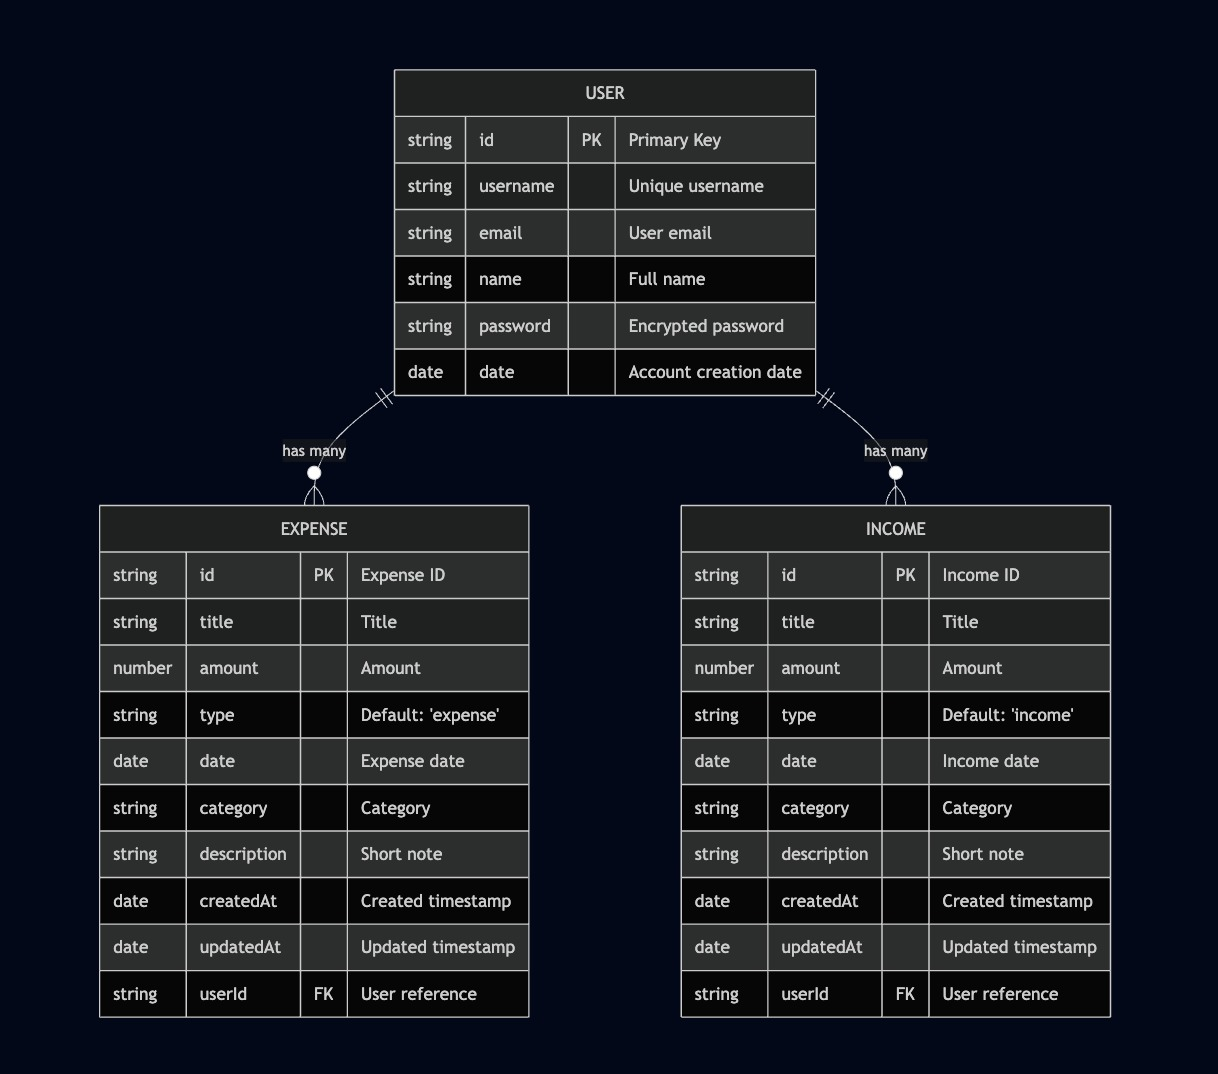 USER
string id PK Primary Key
string username Unique username
string email User email
string name Full name
string password Encrypted password
date date Account creation date
has many has many
EXPENSE
string id PK Expense ID
string title Title
number amount Amount
string type Default: 'expense'
date date Expense date
string category Category
string description Short note
date createdAt Created timestamp
date updatedAt Updated timestamp
string userId FK User reference
INCOME
string id PK Income ID
string title Title
number amount Amount
string type Default: 'income'
date date Income date
string category Category
string description Short note
date createdAt Created timestamp
date updatedAt Updated timestamp
string userId FK User reference